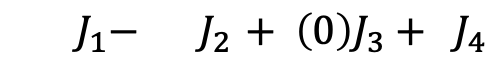 J₁− J₂ + (0)J₃ + J₄